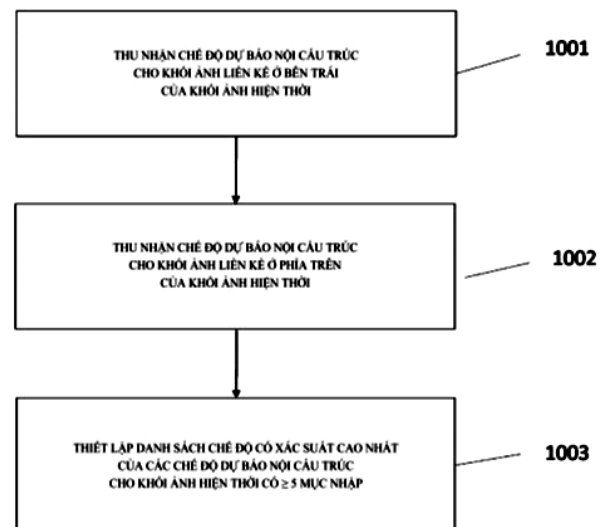 THU NHẬN CHẾ ĐỘ DỰ BÁO NỘI CẤU TRÚC
CHO KHỐI ẢNH LIỀN KỀ Ở BÊN TRÁI
CỦA KHỐI ẢNH HIỆN THỜI
1001
THU NHẬN CHẾ ĐỘ DỰ BÁO NỘI CẤU TRÚC
CHO KHỐI ẢNH LIỀN KỀ Ở PHÍA TRÊN
CỦA KHỐI ẢNH HIỆN THỜI
1002
THIẾT LẬP DANH SÁCH CHẾ ĐỘ CÓ XÁC SUẤT CAO NHẤT
CỦA CÁC CHẾ ĐỘ DỰ BÁO NỘI CẤU TRÚC
CHO KHỐI ẢNH HIỆN THỜI CÓ ≥ 5 MỤC NHẬP
1003